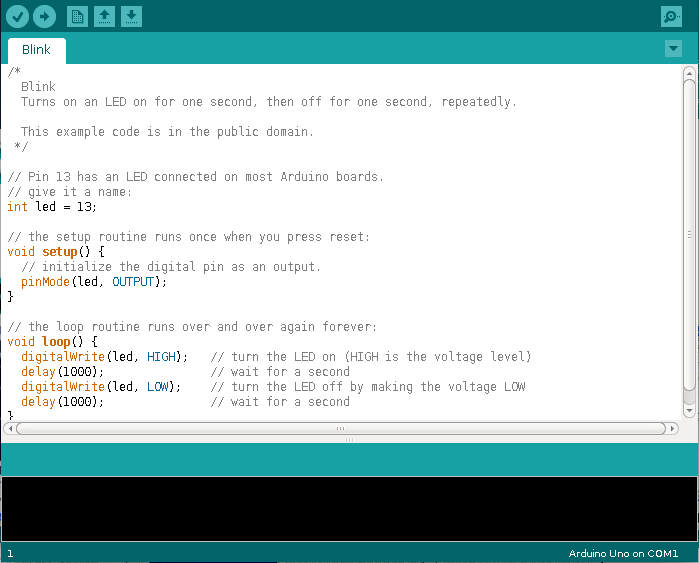 Blink
/*
  Blink
  Turns on an LED on for one second, then off for one second, repeatedly.

  This example code is in the public domain.
 */

// Pin 13 has an LED connected on most Arduino boards.
// give it a name:
int led = 13;

// the setup routine runs once when you press reset:
void setup() {
  // initialize the digital pin as an output.
  pinMode(led, OUTPUT);
}

// the loop routine runs over and over again forever:
void loop() {
  digitalWrite(led, HIGH);   // turn the LED on (HIGH is the voltage level)
  delay(1000);               // wait for a second
  digitalWrite(led, LOW);    // turn the LED off by making the voltage LOW
  delay(1000);               // wait for a second
}
1
Arduino Uno on COM1